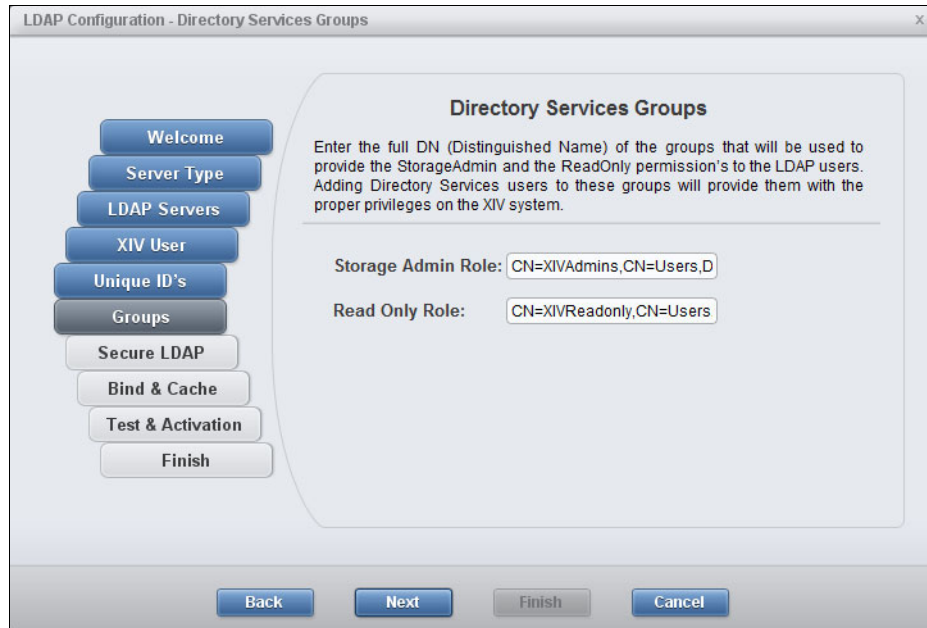 LDAP Configuration - Directory Services Groups
x
Welcome
Server Type
LDAP Servers
XIV User
Unique ID's
Groups
Secure LDAP
Bind & Cache
Test & Activation
Finish
Directory Services Groups
Enter the full DN (Distinguished Name) of the groups that will be used to
provide the StorageAdmin and the ReadOnly permission's to the LDAP users.
Adding Directory Services users to these groups will provide them with the
proper privileges on the XIV system.
Storage Admin Role: CN=XIVAdmins,CN=Users,D
Read Only Role: CN=XIVReadonly,CN=Users
Back Next Finish Cancel